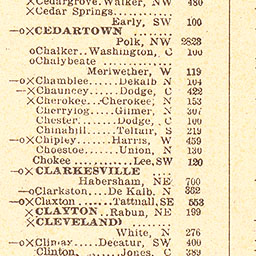 ×Cedargrove.Walker, NW 480
×Cedar Springs........
Early, SW 100
—o×CEDARTOWN .....
Polk, NW 2823
oChalker..Washington, C 100
oChalybeate .........
Meriwether, W 119
—o×Chamblee.....Dekalb N 104
—×Chauncey.....Dodge, C 422
×Cherokee...Cherokee, N 153
Cherrylog.....Gilmer, N 307
Chester......Dodge, C 100
Chinahill.....Telfair, S 219
—o×Chipley......Harris, W 459
Choestoe.....Union, N 130
Chokee ..........Lee,SW 120
—o×CLARKESVILLE ....
Habersham, NE 700
—oClarkston....De Kalb, N 362
—o×Claxton......Tattnall,SE 553
×CLAYTON..Rabun, NE 199
×CLEVELAND......
White, N 276
—o×Climax.....Decatur, SW 400
Clinton,......Jones, C 389